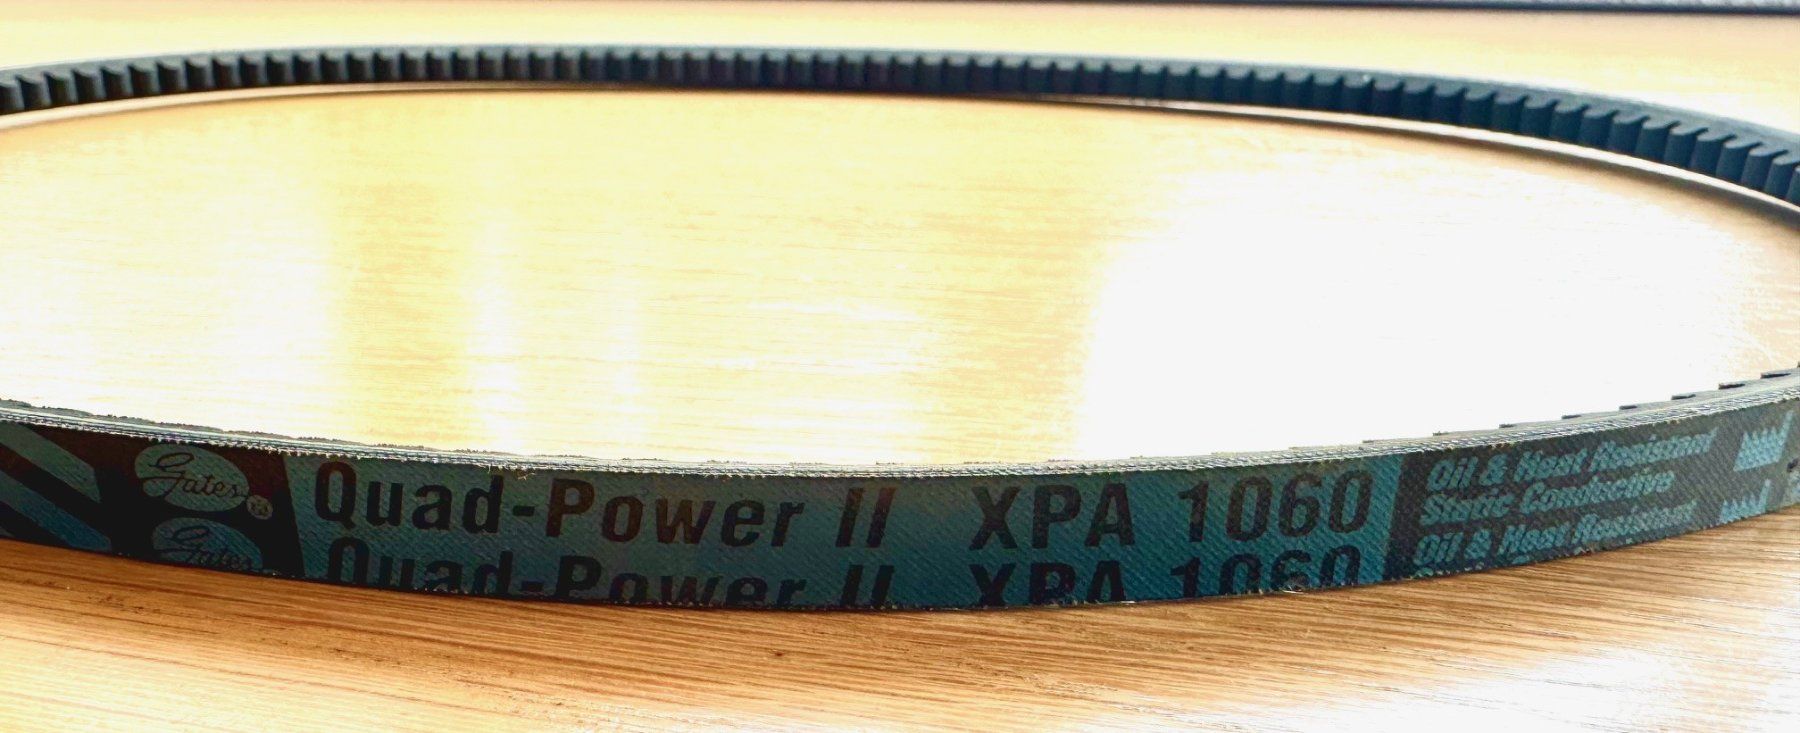 Gates®
Quad-Power II XPA 1060
Oil & Heat Resistant
Static Conductive
Gates
Quad-Power II XPA 1060
Oil & Heat Resistant